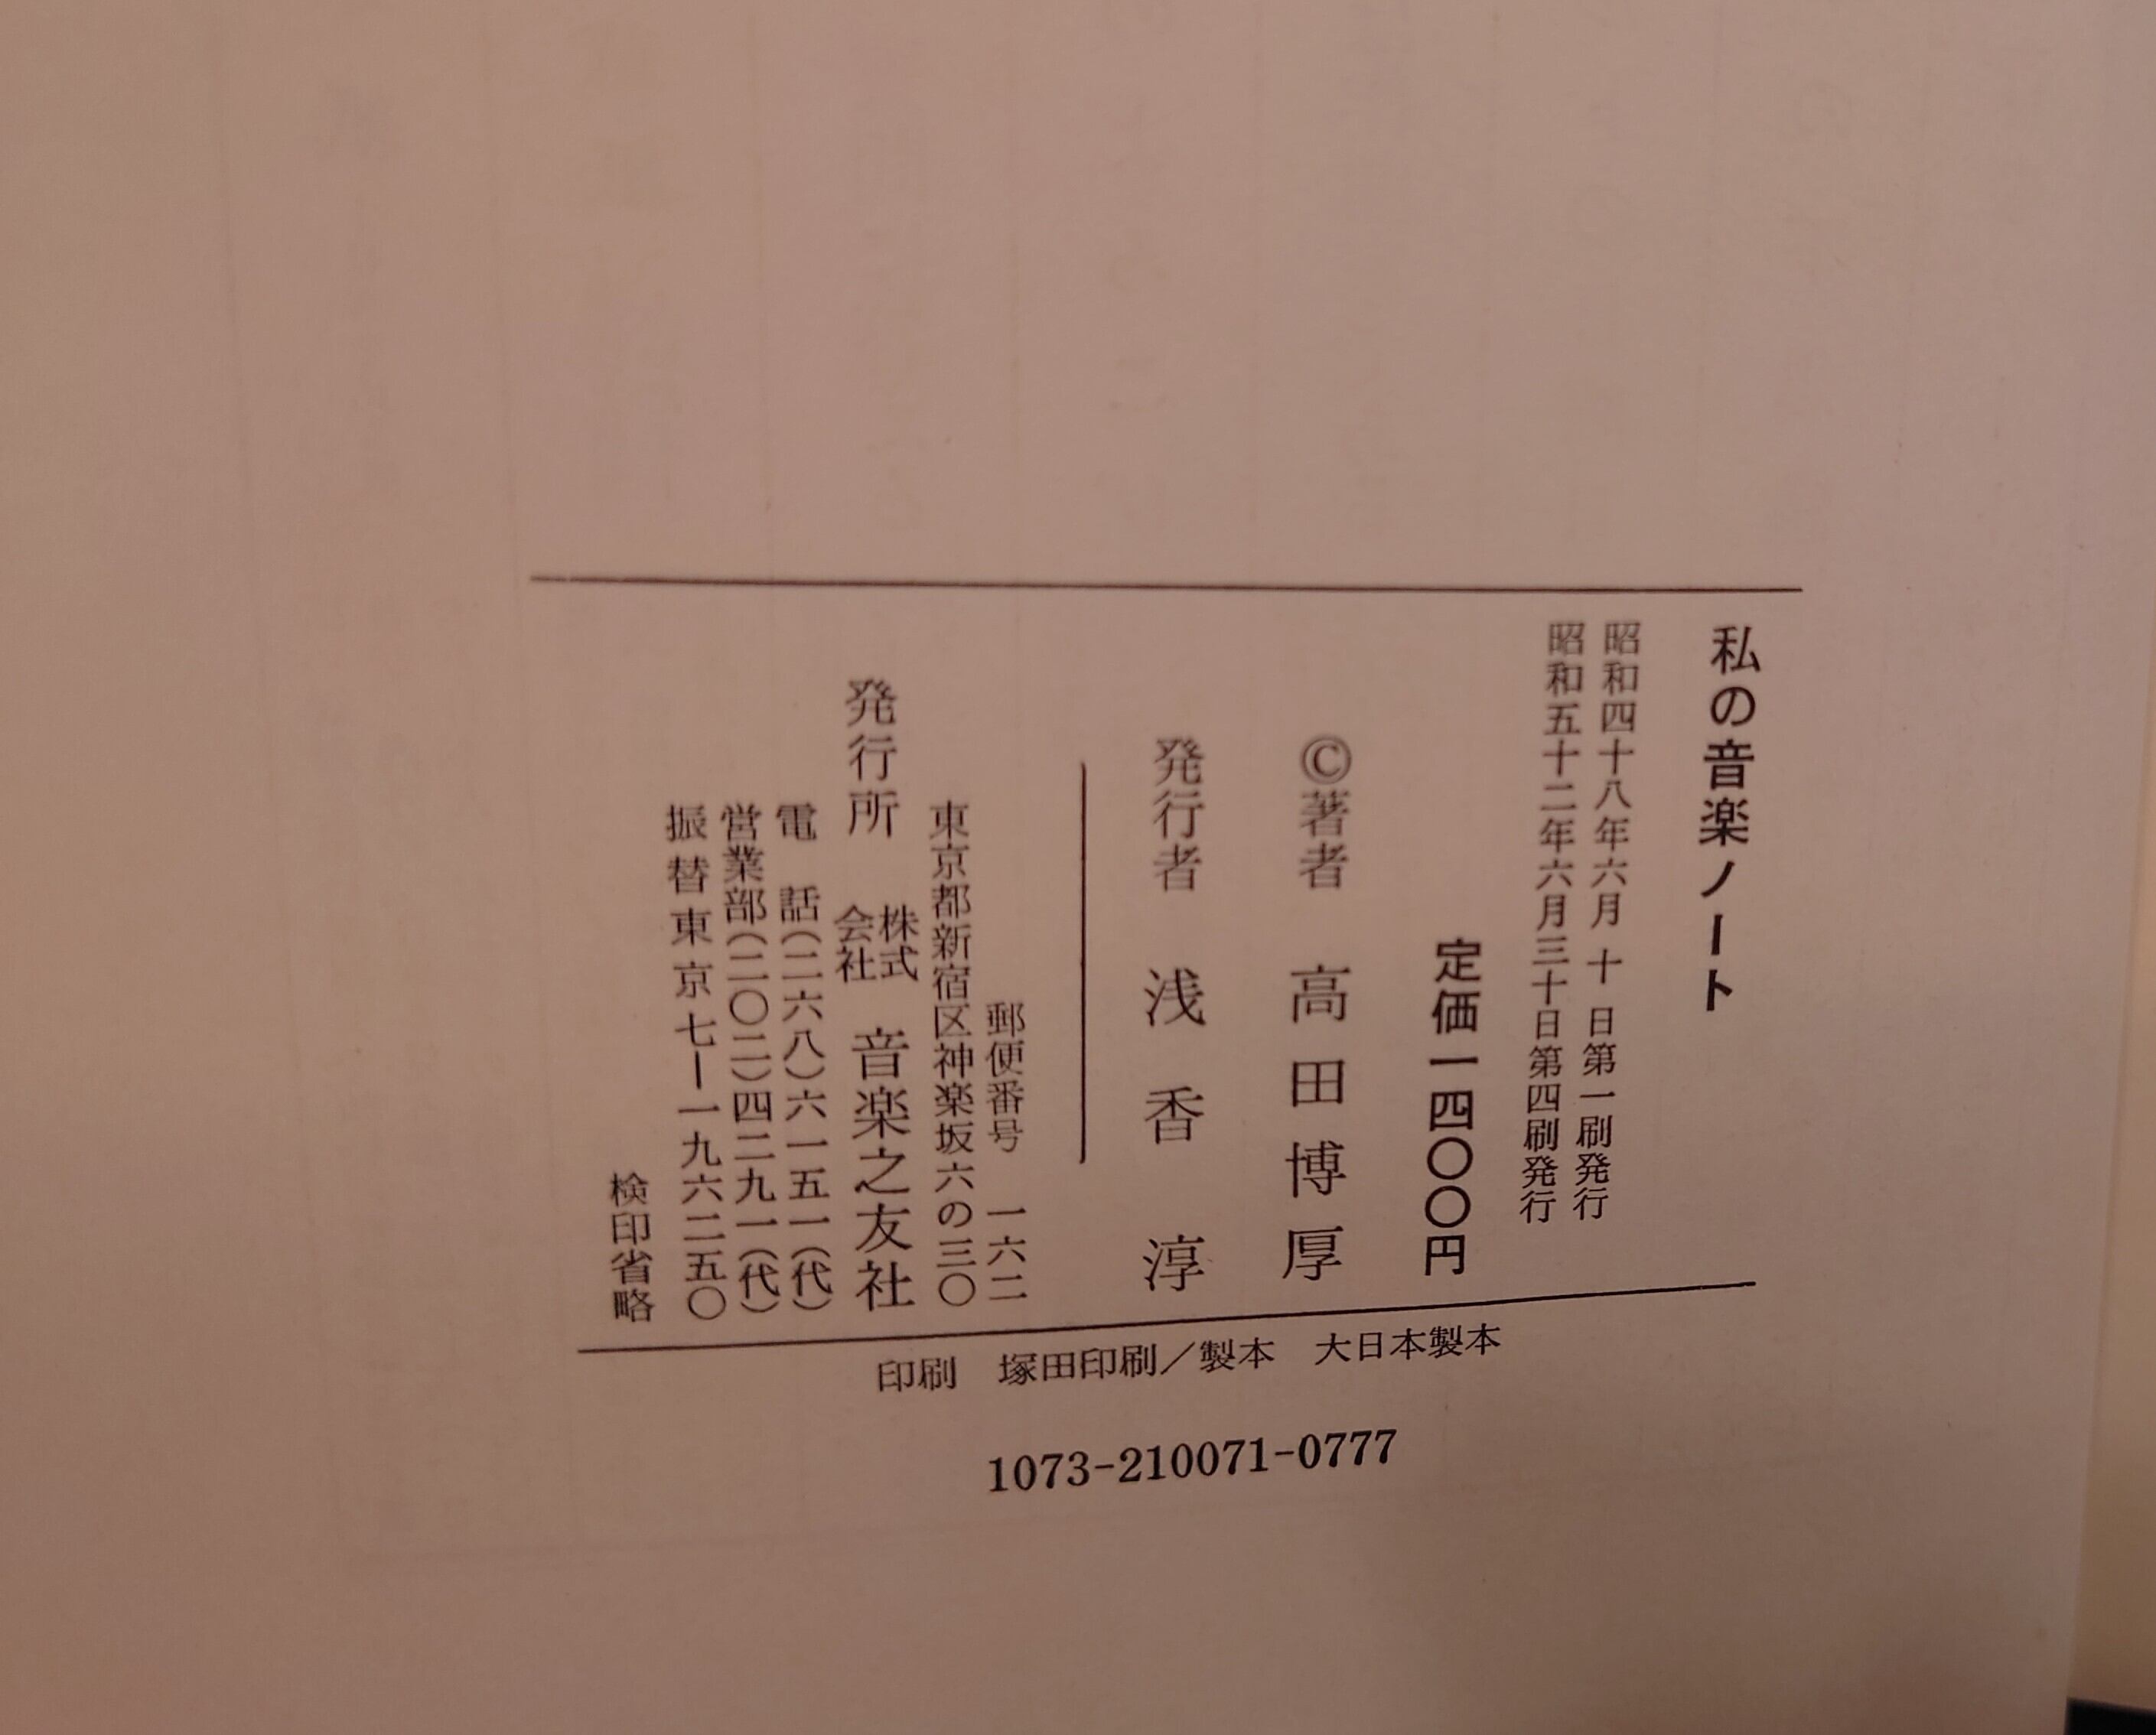 私の音楽ノート
昭和四十八年六月 十 日第一刷発行
昭和五十二年六月三十日第四刷発行
定価一四〇〇円
©著者 高田博厚
発行者 浅香 淳
郵便番号 一六二
東京都新宿区神楽坂六の三〇
発行所 株式会社 音楽之友社
電 話(二六八)六一五一(代)
営業部(二〇二)四二九一(代)
振替東京七―一九六二五〇
検印省略
印刷 塚田印刷／製本 大日本製本
1073-210071-0777